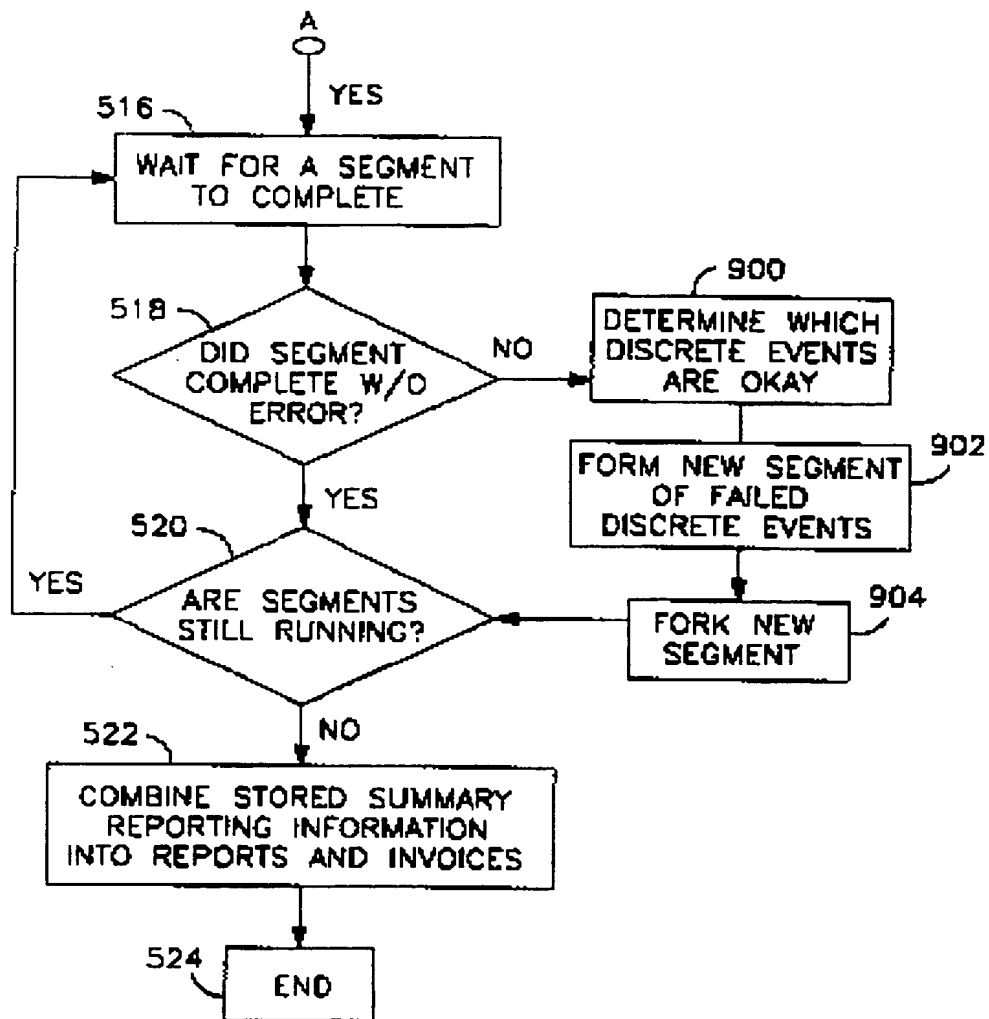 A
YES
516
WAIT FOR A SEGMENT
TO COMPLETE
518
DID SEGMENT
COMPLETE W/O
ERROR?
NO
900
DETERMINE WHICH
DISCRETE EVENTS
ARE OKAY
902
FORM NEW SEGMENT
OF FAILED
DISCRETE EVENTS
YES
520
YES
ARE SEGMENTS
STILL RUNNING?
904
FORK NEW
SEGMENT
NO
522
COMBINE STORED SUMMARY
REPORTING INFORMATION
INTO REPORTS AND INVOICES
524
END